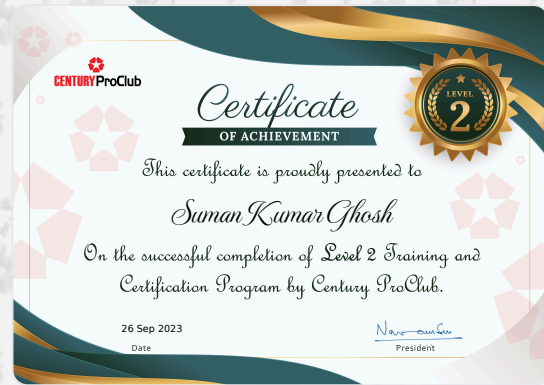 CENTURY ProClub
LEVEL
2
Certificate
OF ACHIEVEMENT
This certificate is proudly presented to
Suman Kumar Ghosh
On the successful completion of Level 2 Training and
Certification Program by Century ProClub.
26 Sep 2023
Date
President